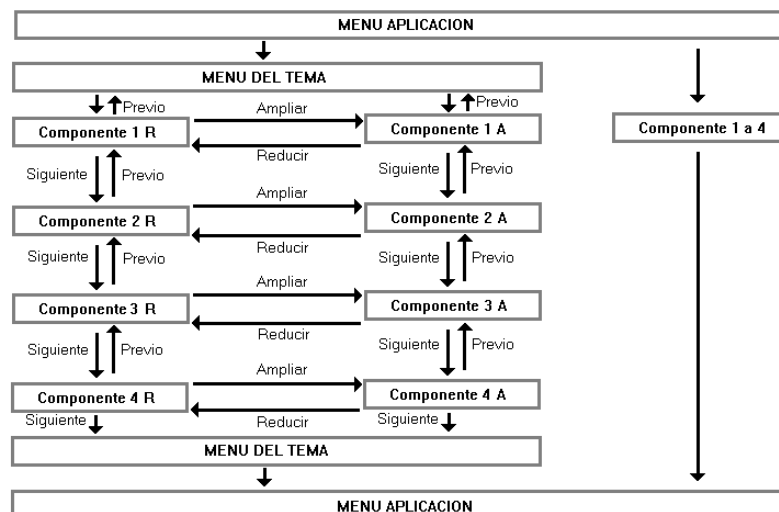 MENU APLICACION
MENU DEL TEMA
Previo
Ampliar
Previo
Componente 1 R
Componente 1 A
Componente 1 a 4
Reducir
Siguiente
Previo
Siguiente
Previo
Ampliar
Componente 2 R
Componente 2 A
Reducir
Siguiente
Previo
Siguiente
Previo
Ampliar
Componente 3 R
Componente 3 A
Reducir
Siguiente
Previo
Siguiente
Previo
Ampliar
Componente 4 R
Componente 4 A
Siguiente
Reducir
Siguiente
MENU DEL TEMA
MENU APLICACION